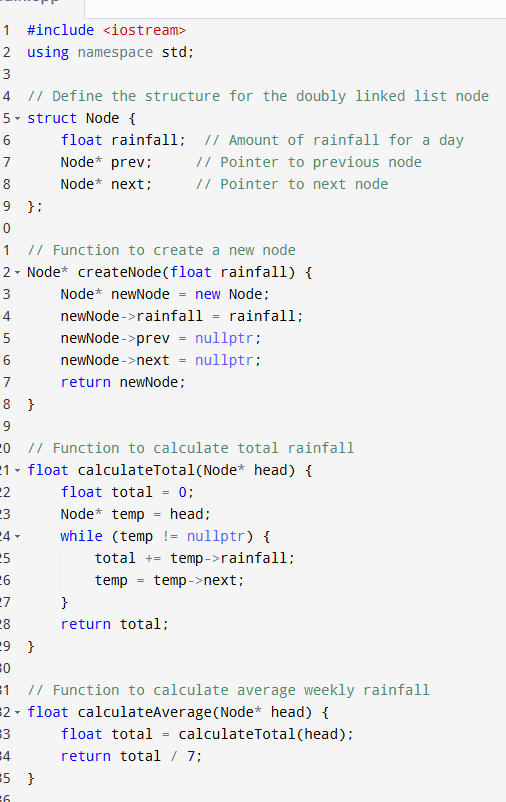 1 #include <iostream>
2 using namespace std;
3
4 // Define the structure for the doubly linked list node
5 struct Node {
6     float rainfall;  // Amount of rainfall for a day
7     Node* prev;     // Pointer to previous node
8     Node* next;     // Pointer to next node
9 };
0
1 // Function to create a new node
2 Node* createNode(float rainfall) {
3     Node* newNode = new Node;
4     newNode->rainfall = rainfall;
5     newNode->prev = nullptr;
6     newNode->next = nullptr;
7     return newNode;
8 }
9
20 // Function to calculate total rainfall
21 float calculateTotal(Node* head) {
22     float total = 0;
23     Node* temp = head;
24     while (temp != nullptr) {
25         total += temp->rainfall;
26         temp = temp->next;
27     }
28     return total;
29 }
30
31 // Function to calculate average weekly rainfall
32 float calculateAverage(Node* head) {
33     float total = calculateTotal(head);
34     return total / 7;
35 }